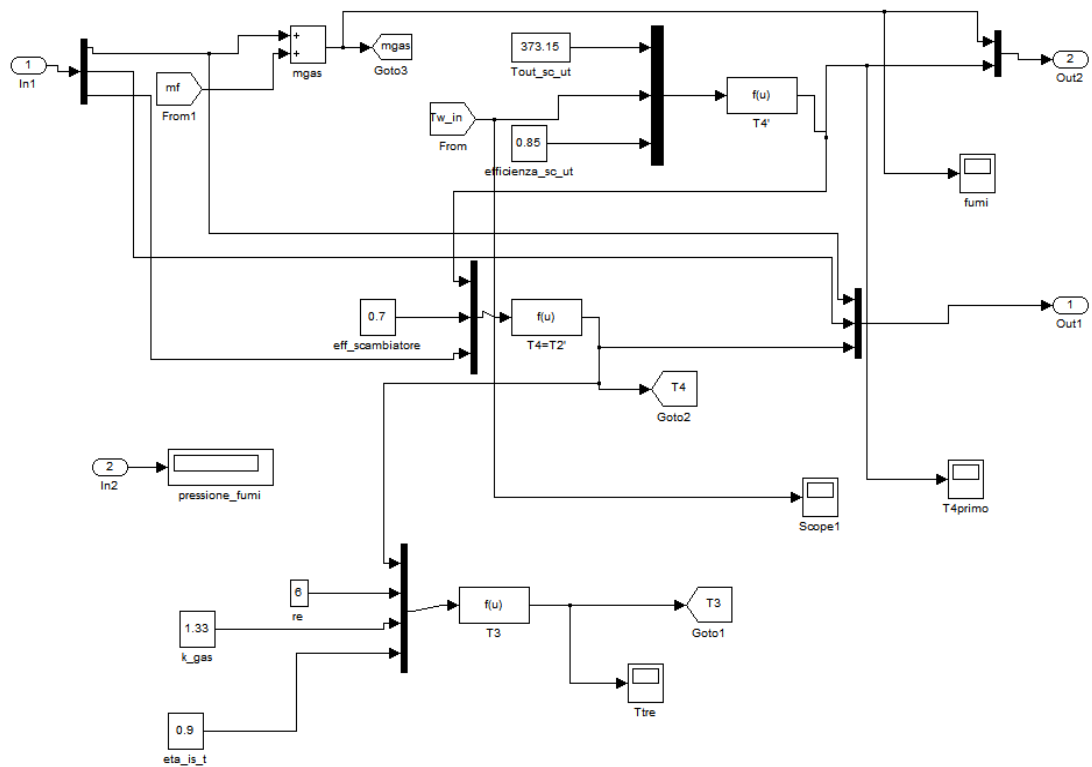 +
+
mgas
mgas
Goto3
1
In1
mf
From1
373.15
Tout_sc_ut
f(u)
T4'
2
Out2
Tw_in
From
0.85
efficienza_sc_ut
fumi
0.7
eff_scambiatore
f(u)
T4=T2'
1
Out1
T4
Goto2
2
In2
pressione_fumi
Scope1
T4primo
6
re
1.33
k_gas
f(u)
T3
T3
Goto1
Ttre
0.9
eta_is_t